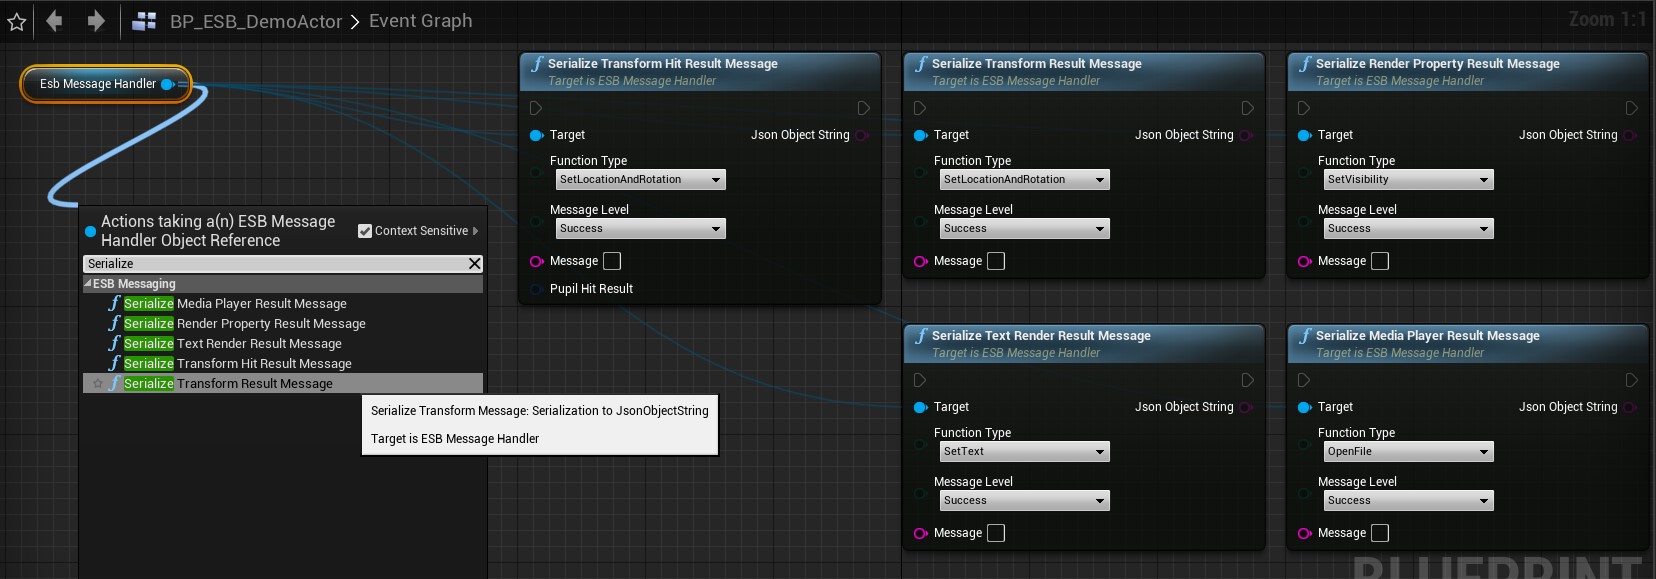 BP_ESB_DemoActor > Event Graph
Zoom 1:1
Esb Message Handler
Actions taking a(n) ESB Message
Handler Object Reference
Context Sensitive
Serialize
ESB Messaging
Serialize Media Player Result Message
Serialize Render Property Result Message
Serialize Text Render Result Message
Serialize Transform Hit Result Message
Serialize Transform Result Message
Serialize Transform Message: Serialization to JsonObjectString
Target is ESB Message Handler
Serialize Transform Hit Result Message
Target is ESB Message Handler
Target
Json Object String
Function Type
SetLocationAndRotation
Message Level
Success
Message
Pupil Hit Result
Serialize Transform Result Message
Target is ESB Message Handler
Target
Json Object String
Function Type
SetLocationAndRotation
Message Level
Success
Message
Serialize Render Property Result Message
Target is ESB Message Handler
Target
Json Object String
Function Type
SetVisibility
Message Level
Success
Message
Serialize Text Render Result Message
Target is ESB Message Handler
Target
Json Object String
Function Type
SetText
Message Level
Success
Message
Serialize Media Player Result Message
Target is ESB Message Handler
Target
Json Object String
Function Type
OpenFile
Message Level
Success
Message
BLUEPRINT